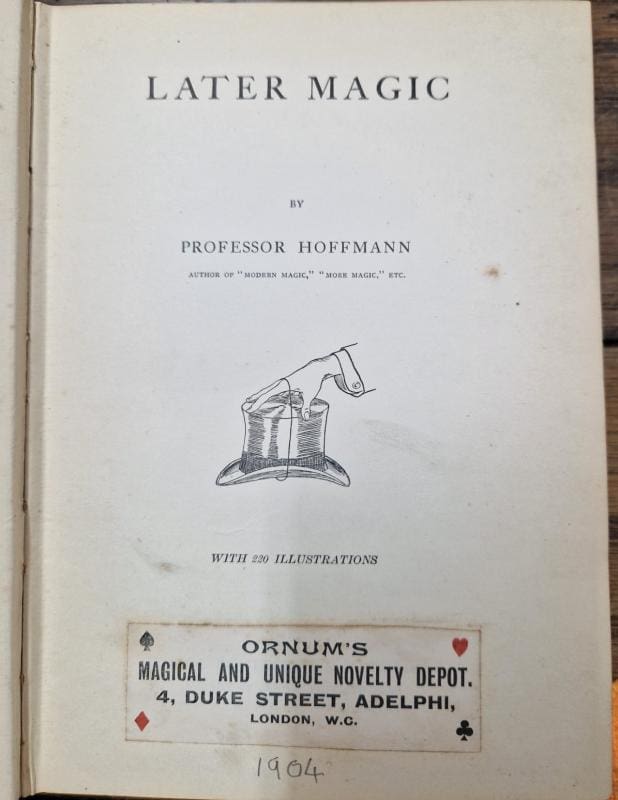 LATER MAGIC
BY
PROFESSOR HOFFMANN
AUTHOR OF "MODERN MAGIC," "MORE MAGIC," ETC.
WITH 220 ILLUSTRATIONS
ORNUM'S
MAGICAL AND UNIQUE NOVELTY DEPOT.
4, DUKE STREET, ADELPHI,
LONDON, W.C.
1904